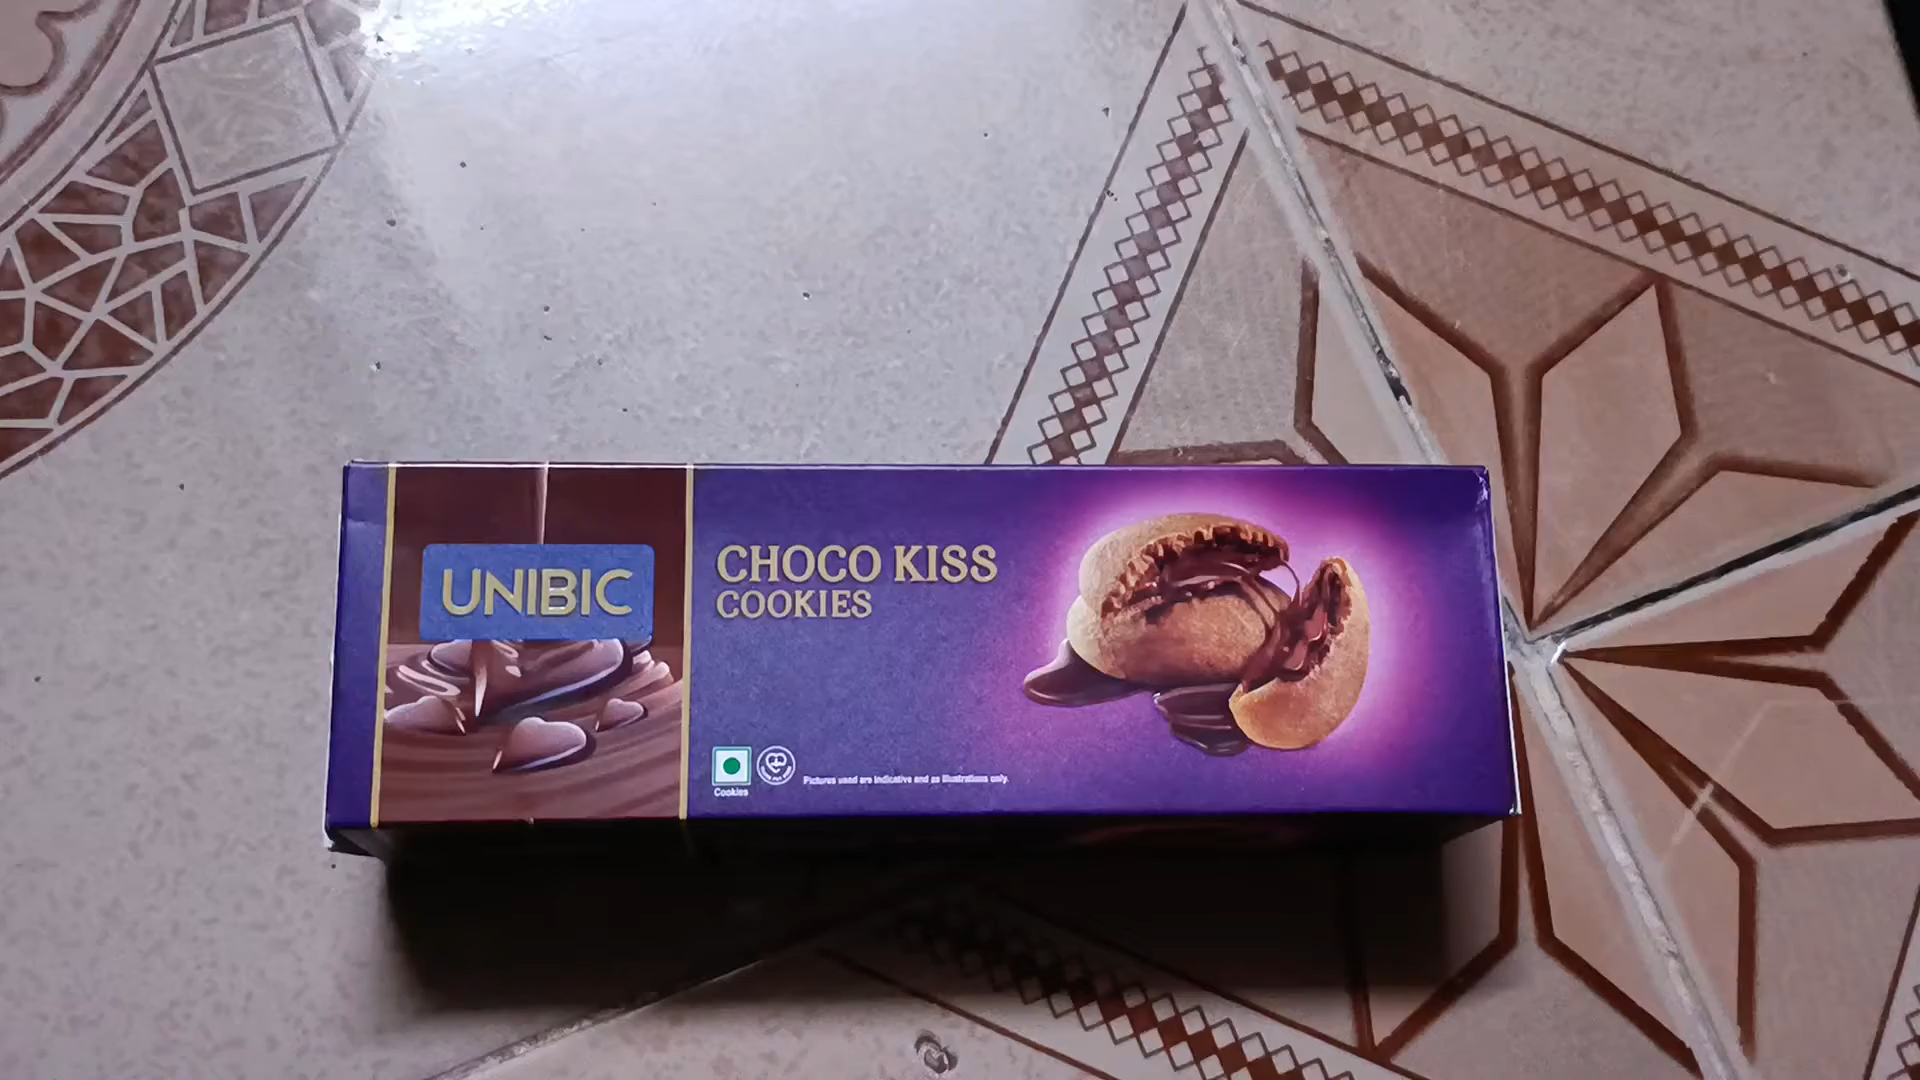 UNIBIC
CHOCO KISS
COOKIES
Cookies
Pictures used are indicative and as illustrations only.